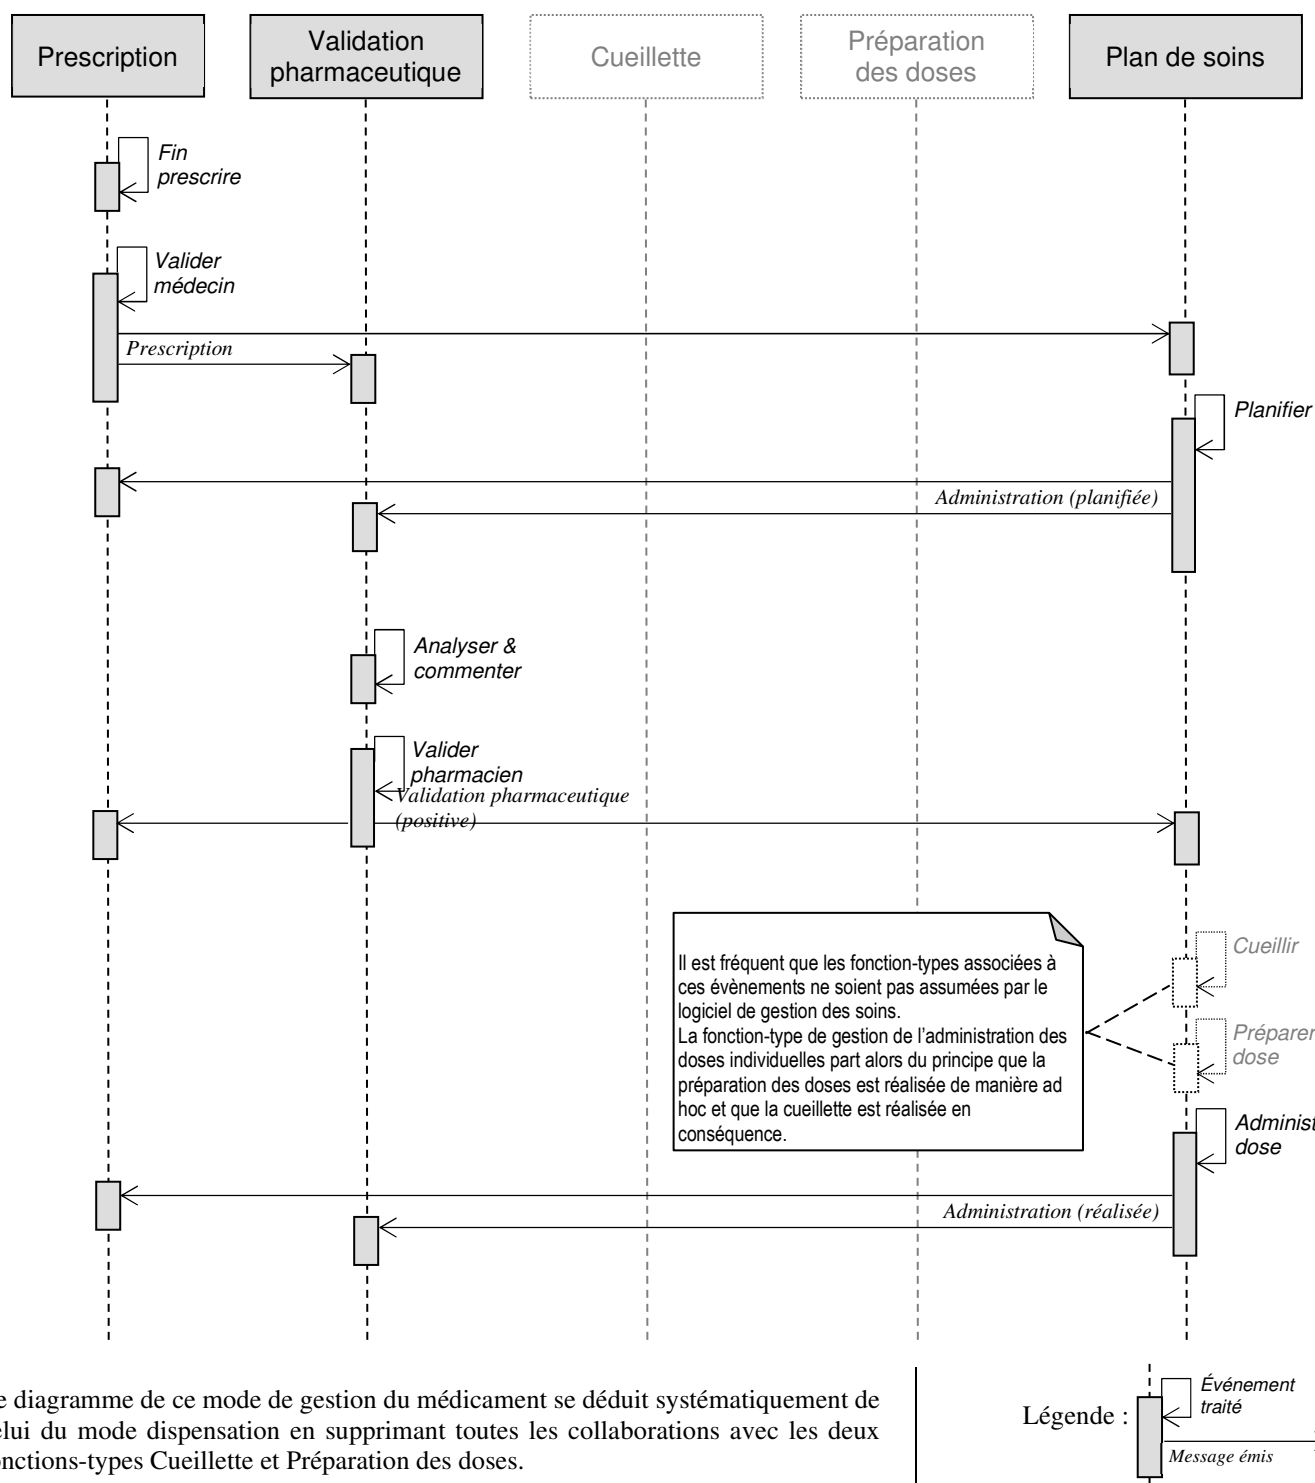 Prescription
Validation
pharmaceutique
Cueillette
Préparation
des doses
Plan de soins
Fin
prescrire
Valider
médecin
Prescription
Planifier
Administration (planifiée)
Analyser &
commenter
Valider
pharmacien
Validation pharmaceutique
(positive)
Il est fréquent que les fonction-types associées à
ces évènements ne soient pas assumées par le
logiciel de gestion des soins.
La fonction-type de gestion de l’administration des
doses individuelles part alors du principe que la
préparation des doses est réalisée de manière ad
hoc et que la cueillette est réalisée en
conséquence.
Cueillir
Préparer
dose
Administ
dose
Administration (réalisée)
e diagramme de ce mode de gestion du médicament se déduit systématiquement de
elui du mode dispensation en supprimant toutes les collaborations avec les deux
onctions-types Cueillette et Préparation des doses.
Légende :
Événement
traité
Message émis